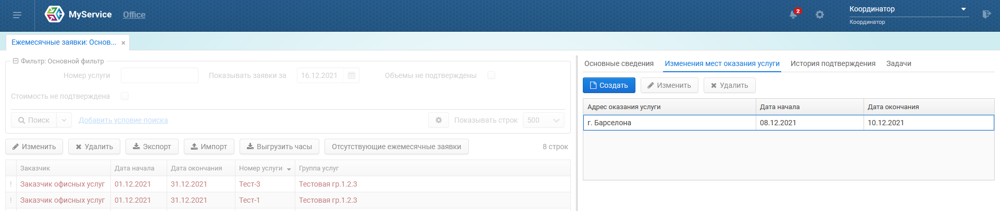 MyService Office 2 Координатор
Координатор
Ежемесячные заявки: Основ... ×
Фильтр: Основной фильтр
Номер услуги Показывать заявки за 16.12.2021 Объемы не подтверждены
Стоимость не подтверждена
Поиск Добавить условие поиска Показывать строк 500
Изменить Удалить Экспорт Импорт Выгрузить часы Отсутствующие ежемесячные заявки 8 строк
Заказчик Дата начала Дата окончания Номер услуги Группа услуг
! Заказчик офисных услуг 01.12.2021 31.12.2021 Тест-3 Тестовая гр.1.2.3
! Заказчик офисных услуг 01.12.2021 31.12.2021 Тест-1 Тестовая гр.1.2.3
Основные сведения Изменения мест оказания услуги История подтверждения Задачи
Создать Изменить Удалить
Адрес оказания услуги Дата начала Дата окончания
г. Барселона 08.12.2021 10.12.2021